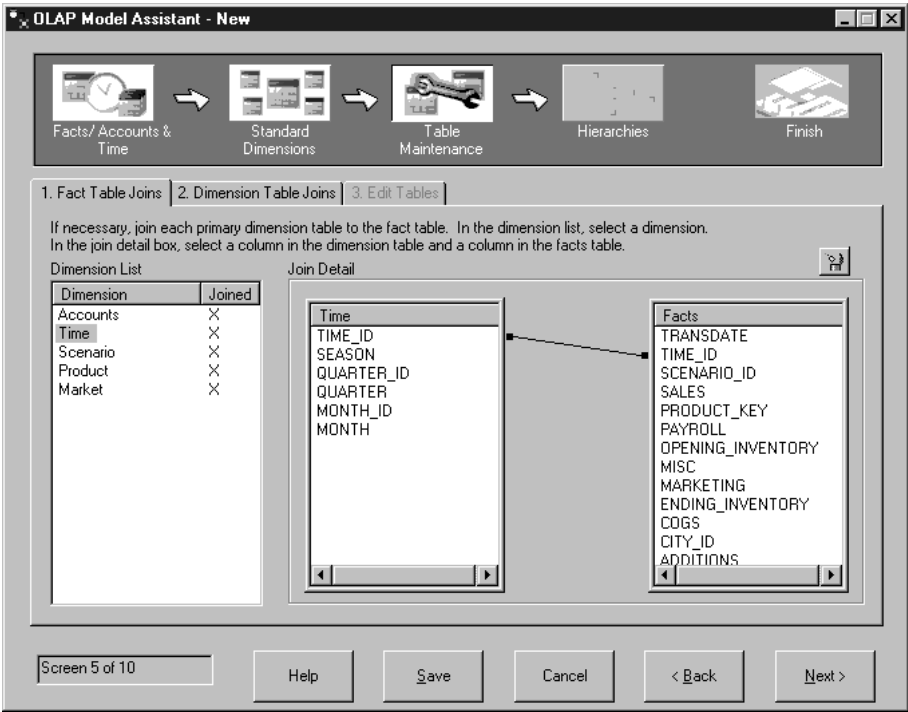 OLAP Model Assistant - New
Facts/ Accounts &
Time
Standard
Dimensions
Table
Maintenance
Hierarchies
Finish
1. Fact Table Joins
2. Dimension Table Joins
3. Edit Tables
If necessary, join each primary dimension table to the fact table. In the dimension list, select a dimension.
In the join detail box, select a column in the dimension table and a column in the facts table.
Dimension List
Dimension Joined
Accounts X
Time X
Scenario X
Product X
Market X
Join Detail
Time
TIME_ID
SEASON
QUARTER_ID
QUARTER
MONTH_ID
MONTH
Facts
TRANSDATE
TIME_ID
SCENARIO_ID
SALES
PRODUCT_KEY
PAYROLL
OPENING_INVENTORY
MISC
MARKETING
ENDING_INVENTORY
COGS
CITY_ID
ADDITIONS
Screen 5 of 10
Help
Save
Cancel
< Back
Next >